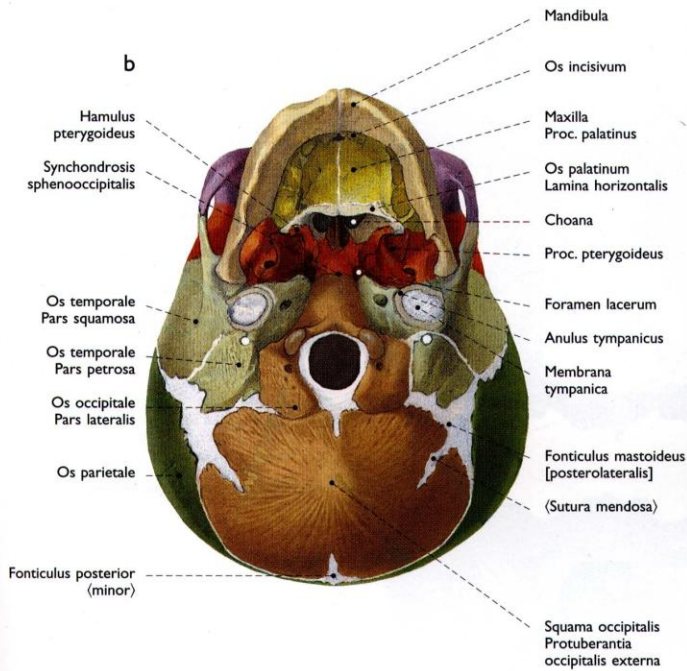 b
Hamulus
pterygoideus
Synchondrosis
sphenooccipitalis
Os temporale
Pars squamosa
Os temporale
Pars petrosa
Os occipitale
Pars lateralis
Os parietale
Fonticulus posterior
⟨minor⟩
Mandibula
Os incisivum
Maxilla
Proc. palatinus
Os palatinum
Lamina horizontalis
Choana
Proc. pterygoideus
Foramen lacerum
Anulus tympanicus
Membrana
tympanica
Fonticulus mastoideus
[posterolateralis]
⟨Sutura mendosa⟩
Squama occipitalis
Protuberantia
occipitalis externa